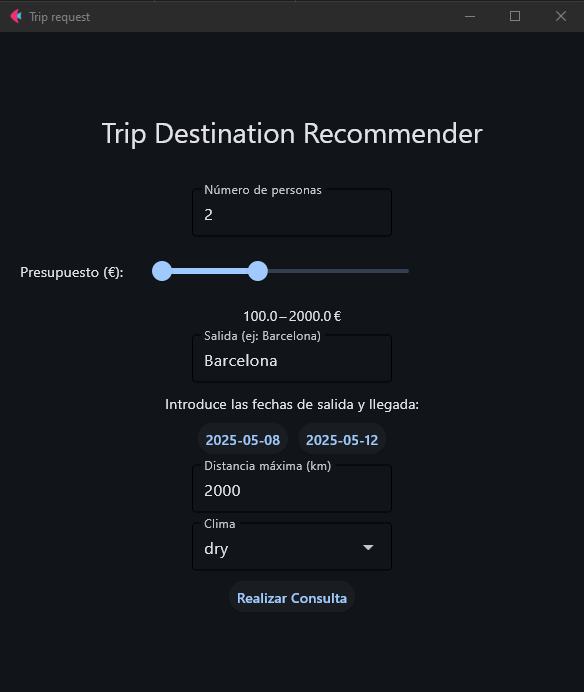 Trip request
Trip Destination Recommender
Número de personas
2
Presupuesto (€):
100.0–2000.0 €
Salida (ej: Barcelona)
Barcelona
Introduce las fechas de salida y llegada:
2025-05-08 2025-05-12
Distancia máxima (km)
2000
Clima
dry
Realizar Consulta